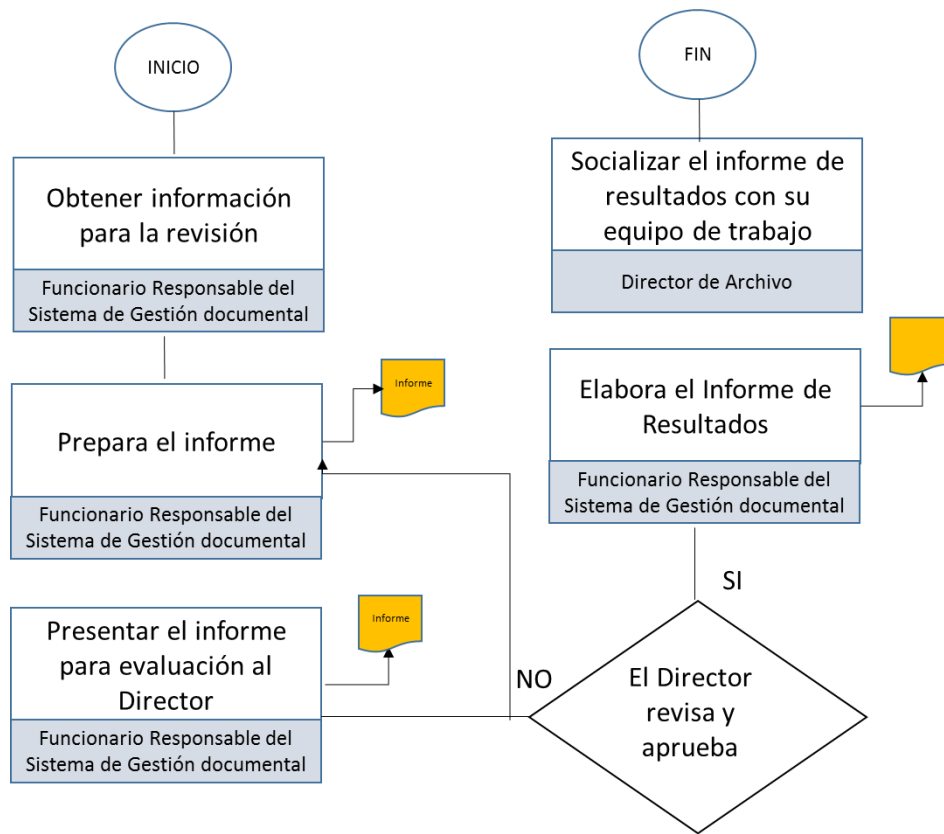 INICIO
Obtener información
para la revisión
Funcionario Responsable del
Sistema de Gestión documental
Prepara el informe
Funcionario Responsable del
Sistema de Gestión documental
Informe
Presentar el informe
para evaluación al
Director
Funcionario Responsable del
Sistema de Gestión documental
Informe
NO
El Director
revisa y
aprueba
SI
Elabora el Informe de
Resultados
Funcionario Responsable del
Sistema de Gestión documental
Socializar el informe de
resultados con su
equipo de trabajo
Director de Archivo
FIN